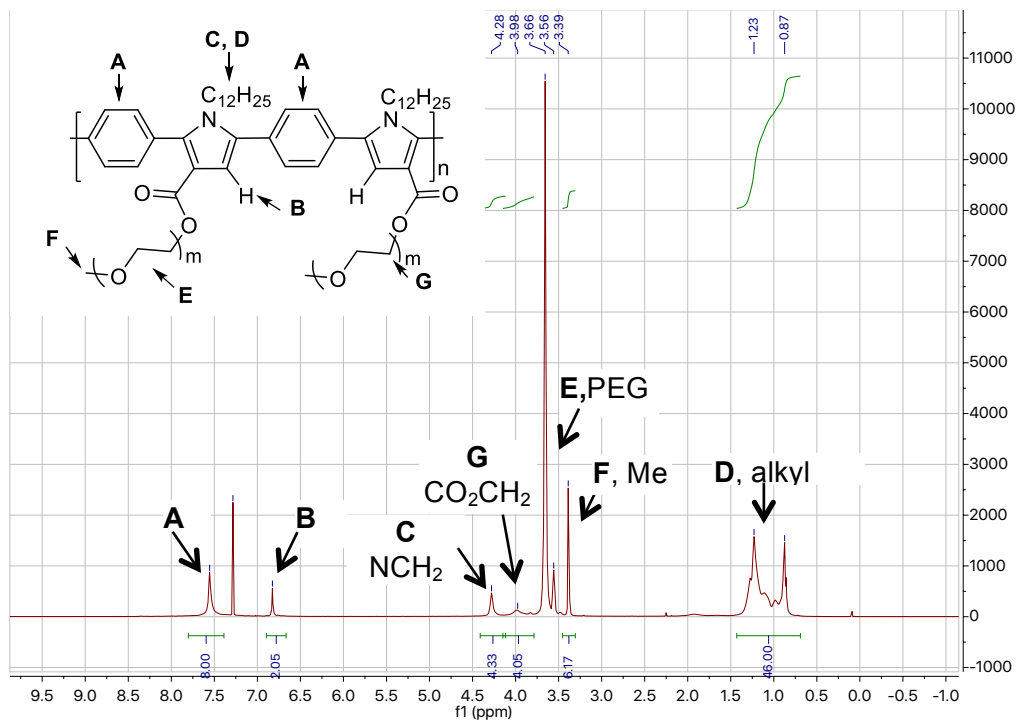 4.28
3.98
3.66
3.56
3.39
1.23
0.87
C, D
A
A
C₁₂H₂₅
C₁₂H₂₅
N
N
n
O
O
H
B
H
O
O
F
m
m
O
O
E
G
11000
10000
9000
8000
7000
6000
5000
4000
3000
2000
1000
0
-1000
E,PEG
G
CO₂CH₂
F, Me
D, alkyl
A
B
C
NCH₂
8.00
2.05
4.33
4.05
6.17
46.00
9.5 9.0 8.5 8.0 7.5 7.0 6.5 6.0 5.5 5.0 4.5 4.0 3.5 3.0 2.5 2.0 1.5 1.0 0.5 0.0 -0.5 -1.0
f1 (ppm)